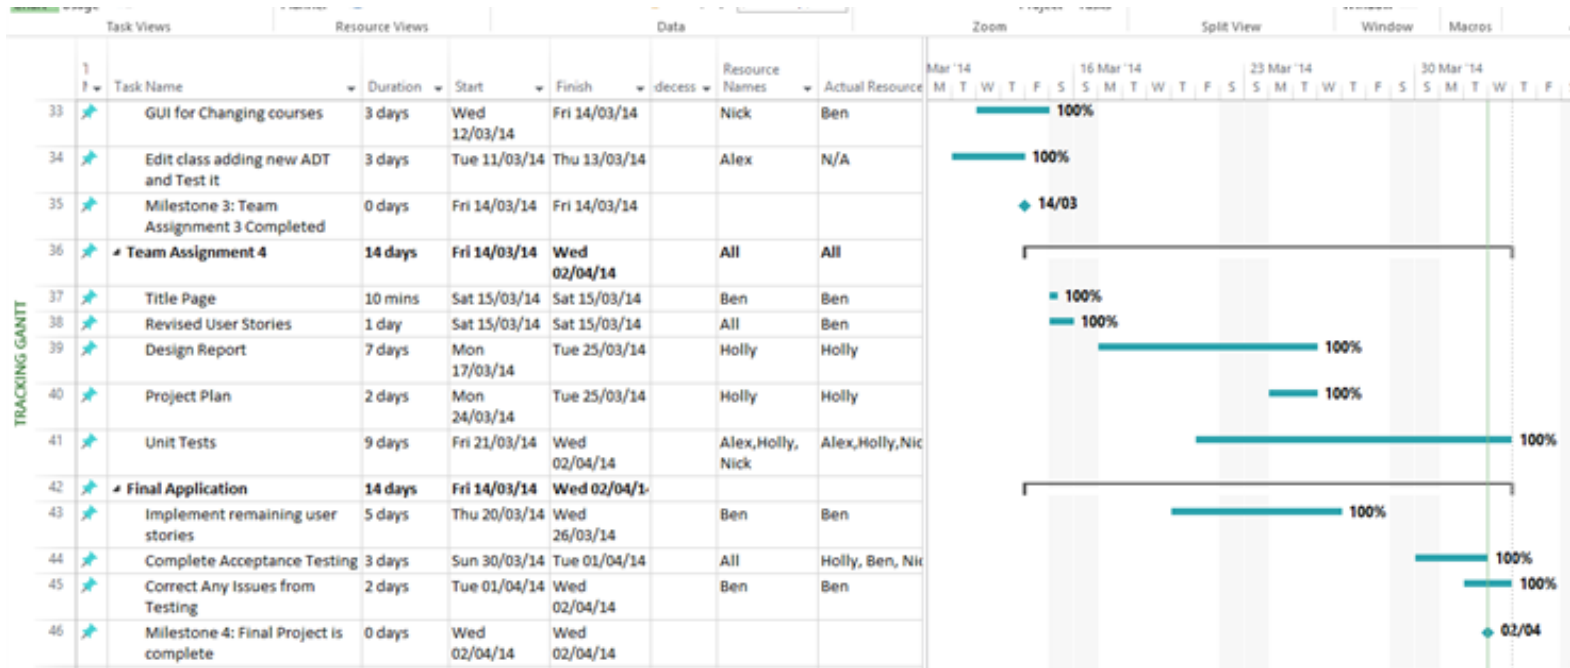 Task Views Resource Views Data Zoom Split View Window Macros
Resource Mar '14 16 Mar '14 23 Mar '14 30 Mar '14
Task Name Duration Start Finish decess Names Actual Resource M T W T F S S M T W T F S S M T W T F S S M T W T F
33 GUI for Changing courses 3 days Wed Fri 14/03/14 Nick Ben 100%
12/03/14
34 Edit class adding new ADT 3 days Tue 11/03/14 Thu 13/03/14 Alex N/A 100%
and Test it
35 Milestone 3: Team 0 days Fri 14/03/14 Fri 14/03/14 14/03
Assignment 3 Completed
36 Team Assignment 4 14 days Fri 14/03/14 Wed All All
02/04/14
37 Title Page 10 mins Sat 15/03/14 Sat 15/03/14 Ben Ben 100%
38 Revised User Stories 1 day Sat 15/03/14 Sat 15/03/14 All Ben 100%
39 Design Report 7 days Mon Tue 25/03/14 Holly Holly 100%
17/03/14
40 Project Plan 2 days Mon Tue 25/03/14 Holly Holly 100%
24/03/14
41 Unit Tests 9 days Fri 21/03/14 Wed Alex,Holly, Alex,Holly,Nic 100%
02/04/14 Nick
42 Final Application 14 days Fri 14/03/14 Wed 02/04/1
43 Implement remaining user 5 days Thu 20/03/14 Wed Ben Ben 100%
stories 26/03/14
44 Complete Acceptance Testing 3 days Sun 30/03/14 Tue 01/04/14 All Holly, Ben, Nic 100%
45 Correct Any Issues from 2 days Tue 01/04/14 Wed Ben Ben 100%
Testing 02/04/14
46 Milestone 4: Final Project is 0 days Wed Wed 02/04
complete 02/04/14 02/04/14
TRACKING GANTT